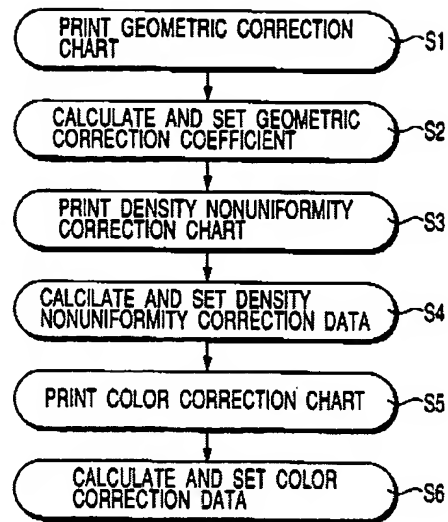 PRINT GEOMETRIC CORRECTION
CHART
S1
CALCULATE AND SET GEOMETRIC
CORRECTION COEFFICIENT
S2
PRINT DENSITY NONUNIFORMITY
CORRECTION CHART
S3
CALCILATE AND SET DENSITY
NONUNIFORMITY CORRECTION DATA
S4
PRINT COLOR CORRECTION CHART
S5
CALCULATE AND SET COLOR
CORRECTION DATA
S6